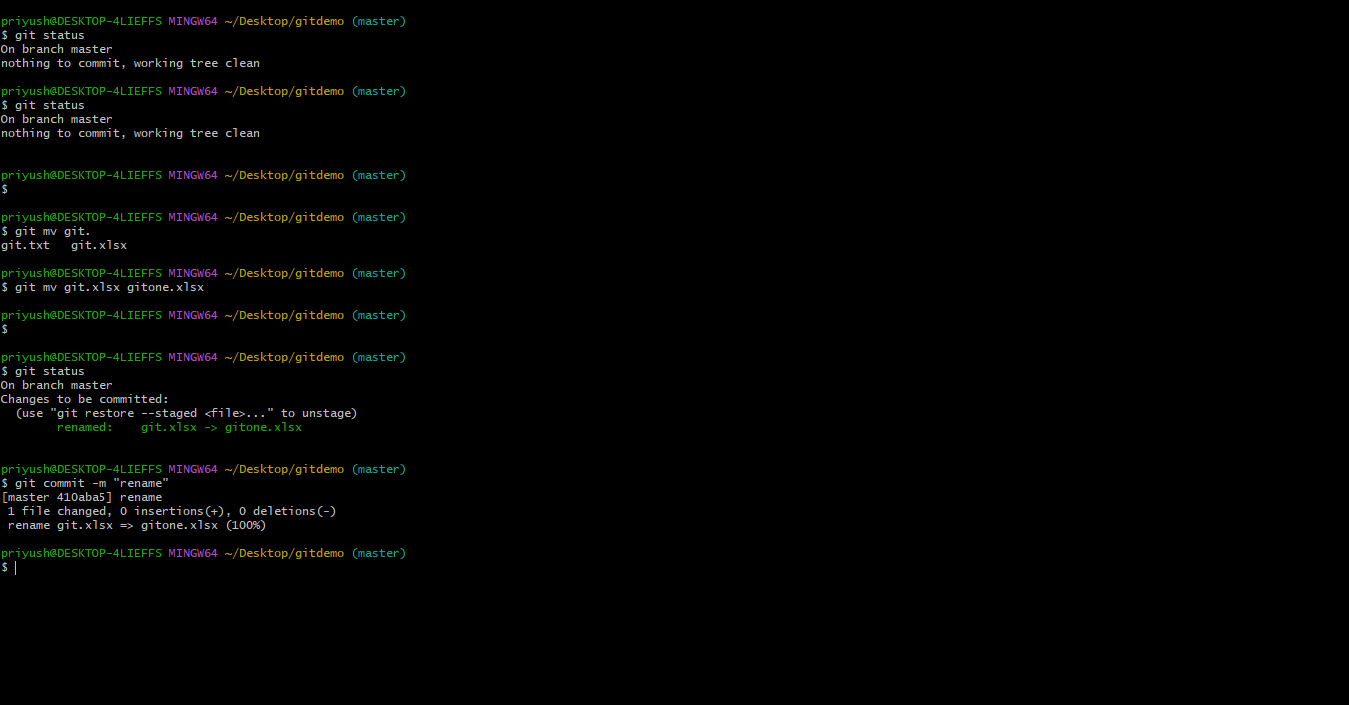 priyush@DESKTOP-4LIEFFS MINGW64 ~/Desktop/gitdemo (master)
$ git status
On branch master
nothing to commit, working tree clean
priyush@DESKTOP-4LIEFFS MINGW64 ~/Desktop/gitdemo (master)
$ git status
On branch master
nothing to commit, working tree clean
priyush@DESKTOP-4LIEFFS MINGW64 ~/Desktop/gitdemo (master)
$
priyush@DESKTOP-4LIEFFS MINGW64 ~/Desktop/gitdemo (master)
$ git mv git.
git.txt   git.xlsx
priyush@DESKTOP-4LIEFFS MINGW64 ~/Desktop/gitdemo (master)
$ git mv git.xlsx gitone.xlsx
priyush@DESKTOP-4LIEFFS MINGW64 ~/Desktop/gitdemo (master)
$
priyush@DESKTOP-4LIEFFS MINGW64 ~/Desktop/gitdemo (master)
$ git status
On branch master
Changes to be committed:
  (use "git restore --staged <file>..." to unstage)
        renamed:    git.xlsx -> gitone.xlsx
priyush@DESKTOP-4LIEFFS MINGW64 ~/Desktop/gitdemo (master)
$ git commit -m "rename"
[master 410aba5] rename
 1 file changed, 0 insertions(+), 0 deletions(-)
 rename git.xlsx => gitone.xlsx (100%)
priyush@DESKTOP-4LIEFFS MINGW64 ~/Desktop/gitdemo (master)
$